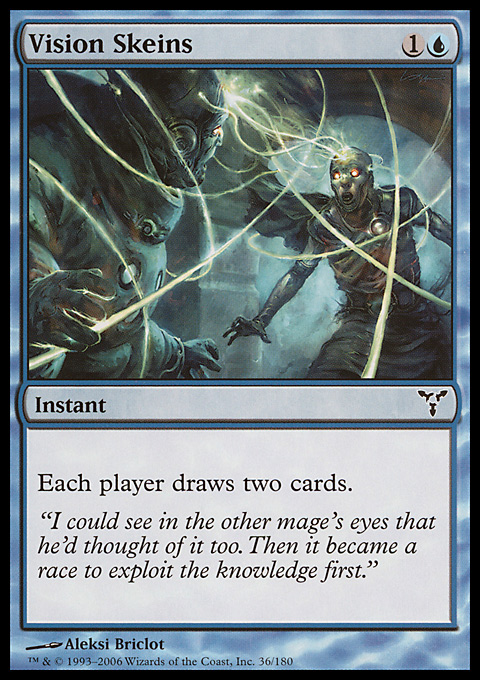 Vision Skeins 1
Instant
Each player draws two cards.
“I could see in the other mage’s eyes that
he’d thought of it too. Then it became a
race to exploit the knowledge first.”
Aleksi Briclot
™ & © 1993–2006 Wizards of the Coast, Inc. 36/180